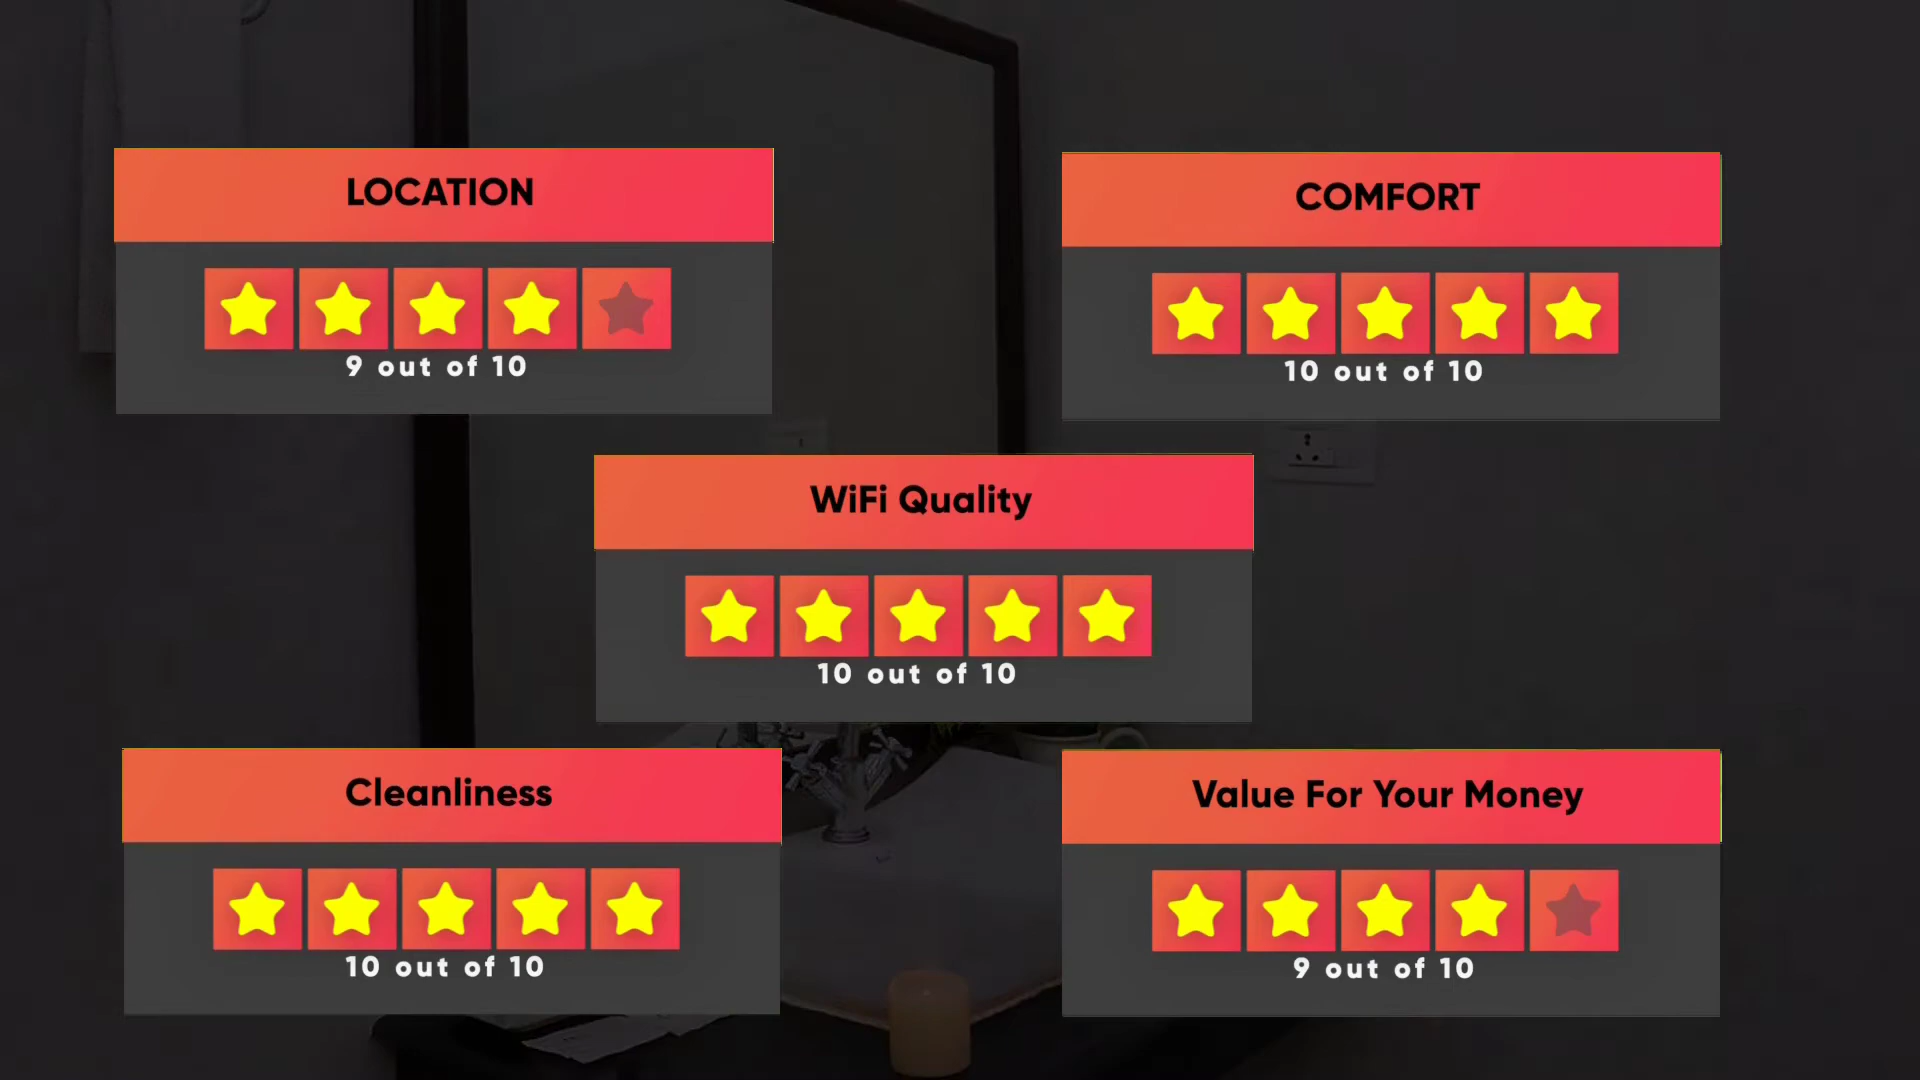 LOCATION
9 out of 10
COMFORT
10 out of 10
WiFi Quality
10 out of 10
Cleanliness
10 out of 10
Value For Your Money
9 out of 10